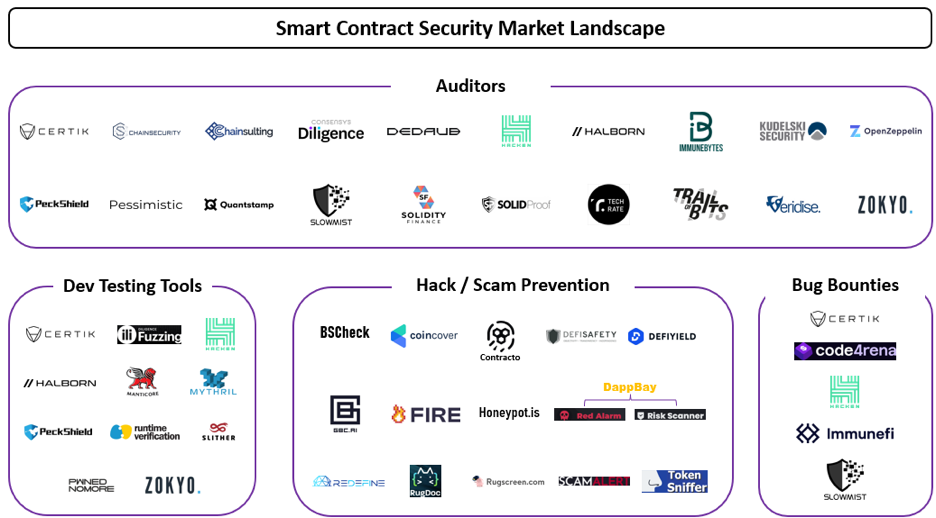 Smart Contract Security Market Landscape
Auditors
CERTIK
CHAINSECURITY
Chainsulting
CONSENSYS
Diligence
DEDAUB
HACKEN
HALBORN
IMMUNEBYTES
KUDELSKI
SECURITY
OpenZeppelin
PeckShield
Pessimistic
Quantstamp
SLOWMIST
SF
SOLIDITY
FINANCE
SOLIDProof
TECH
RATE
TRAIL
OF
BITS
Veridise.
ZOKYO.
Dev Testing Tools
CERTIK
DILIGENCE
Fuzzing
HACKEN
HALBORN
MANTICORE
MYTHRIL
PeckShield
runtime
verification
SLITHER
PWNED
NOMORE
ZOKYO.
Hack / Scam Prevention
BSCheck
coincover
Contracto
DEFISAFETY
DEFIYIELD
GBC.AI
FIRE
Honeypot.is
DappBay
Red Alarm
Risk Scanner
REDEFINE
RugDoc
Rugscreen.com
SCAMALERT
Token
Sniffer
Bug Bounties
CERTIK
code4rena
HACKEN
Immunefi
SLOWMIST